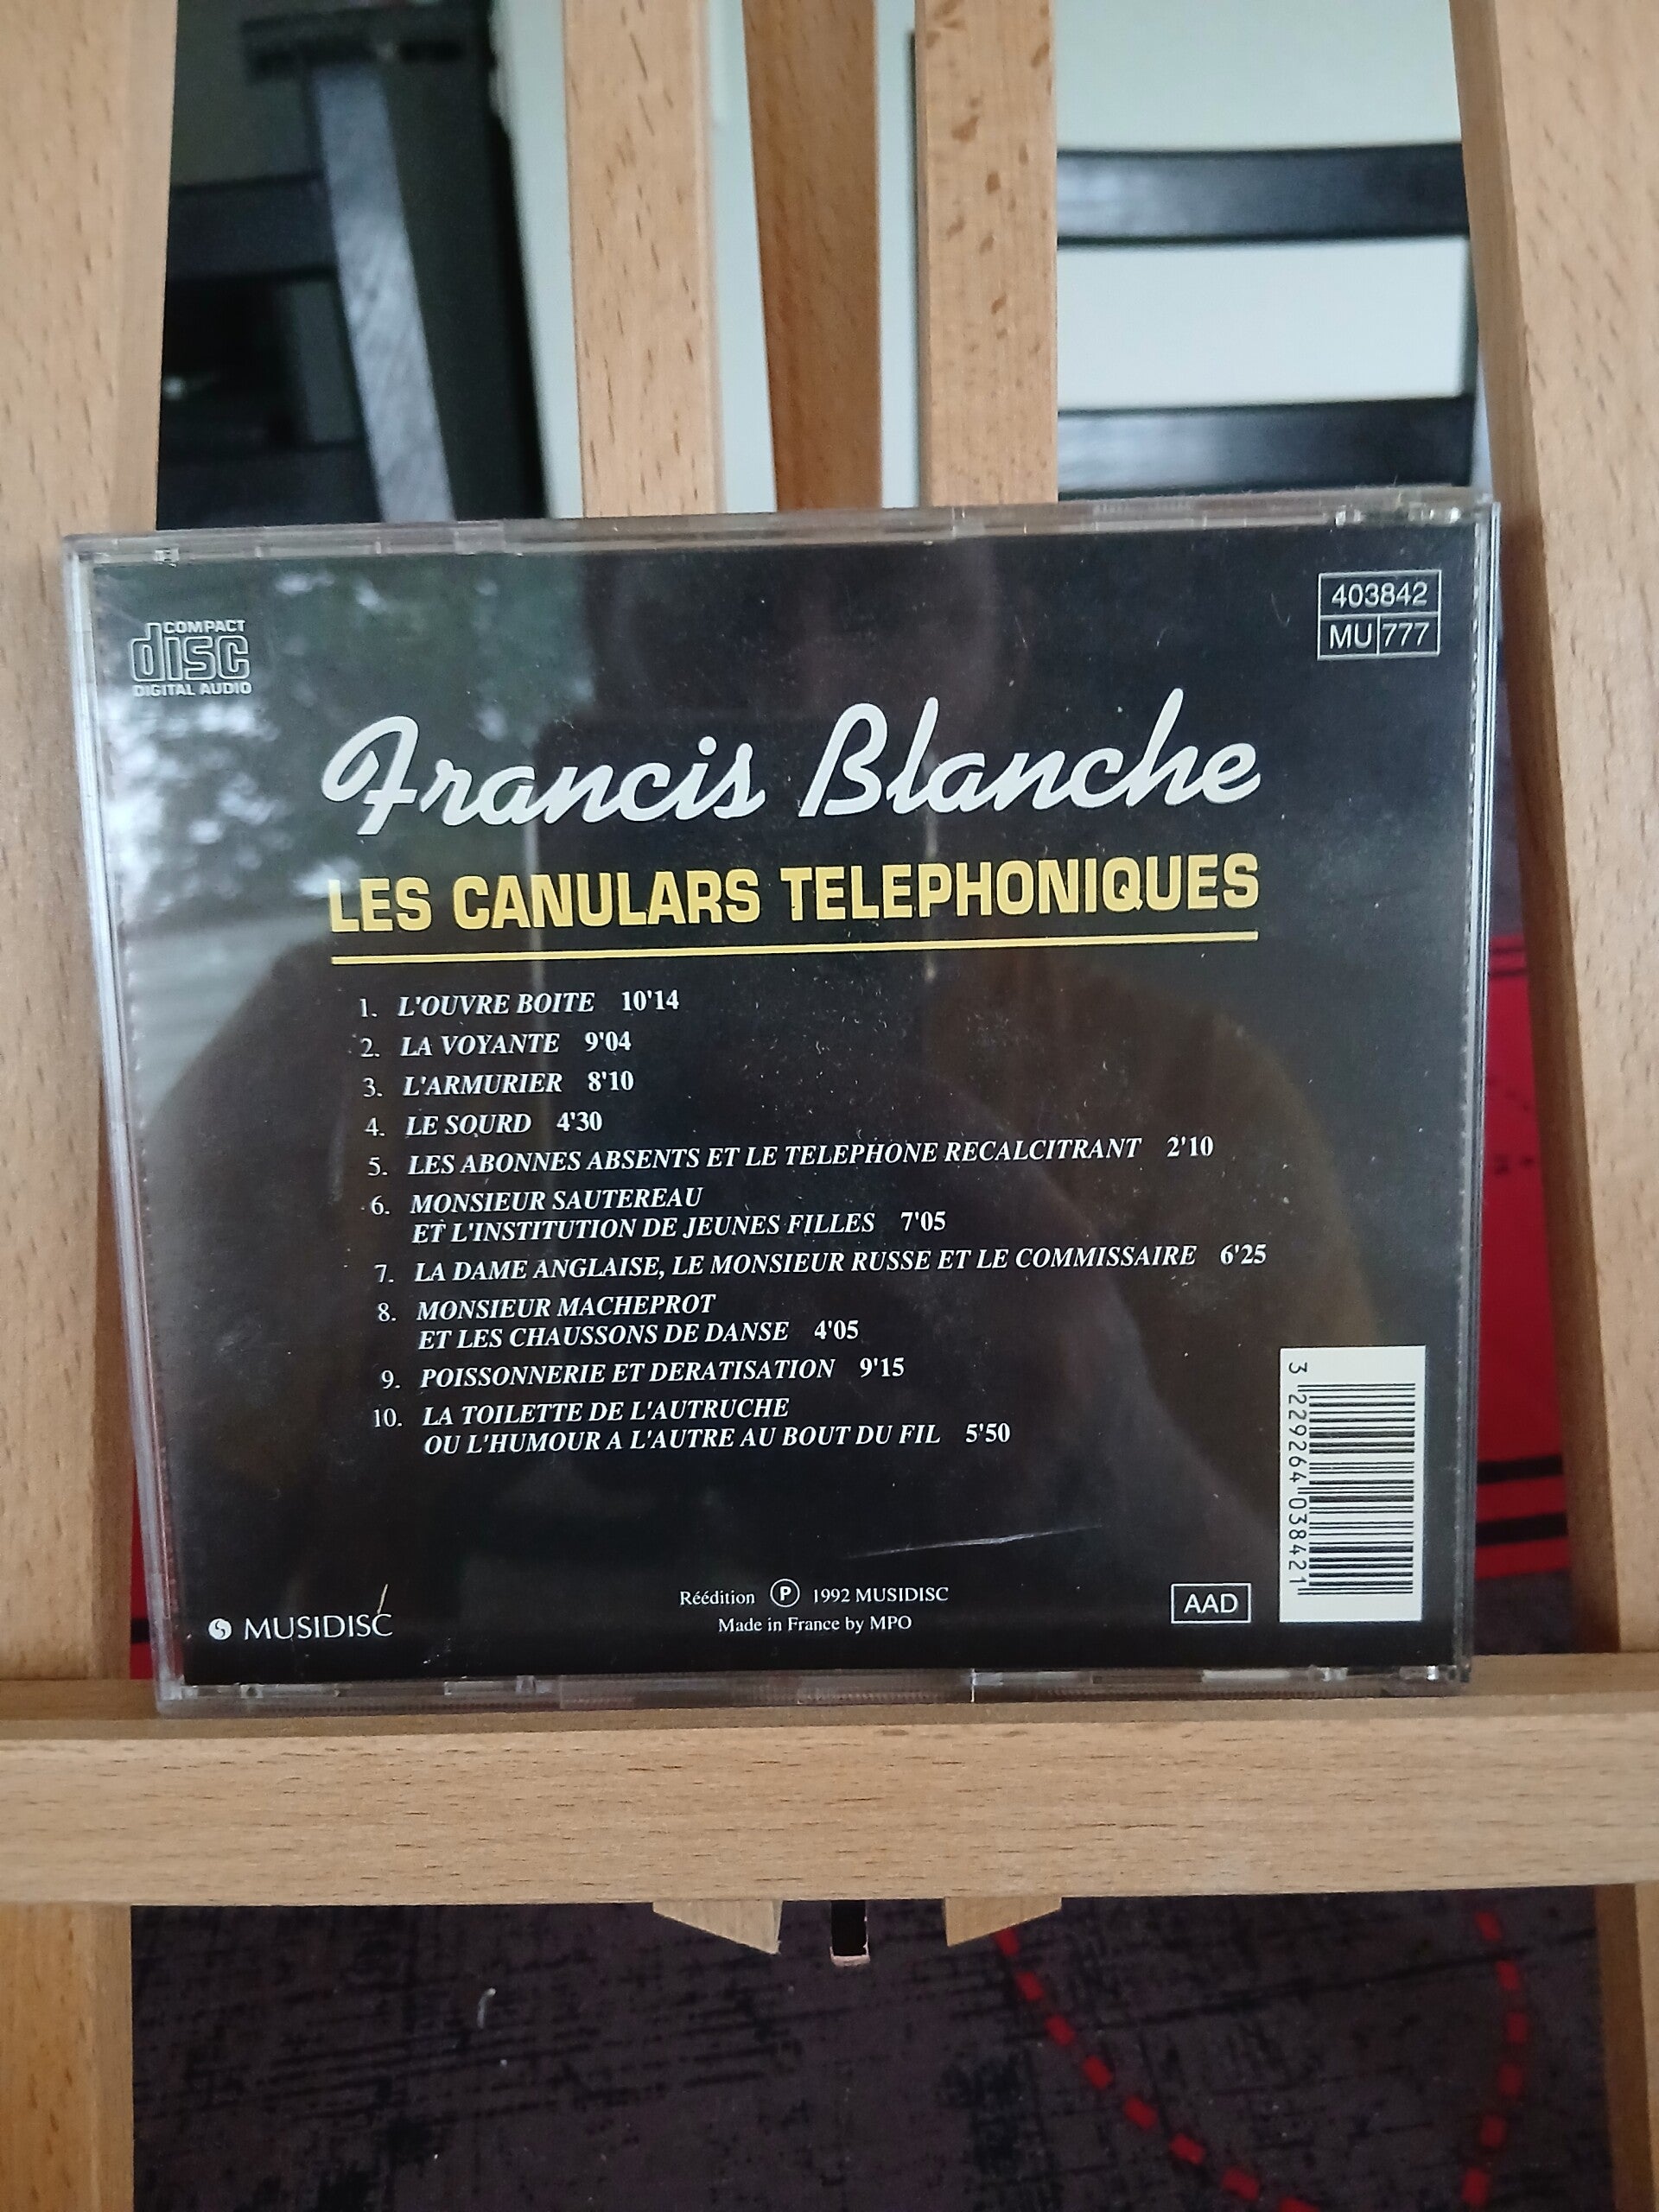 COMPACT
disc
DIGITAL AUDIO
403842
MU 777
Francis Blanche
LES CANULARS TELEPHONIQUES
1. L'OUVRE BOITE 10'14
2. LA VOYANTE 9'04
3. L'ARMURIER 8'10
4. LE SOURD 4'30
5. LES ABONNES ABSENTS ET LE TELEPHONE RECALCITRANT 2'10
6. MONSIEUR SAUTEREAU
ET L'INSTITUTION DE JEUNES FILLES 7'05
7. LA DAME ANGLAISE, LE MONSIEUR RUSSE ET LE COMMISSAIRE 6'25
8. MONSIEUR MACHEPROT
ET LES CHAUSSONS DE DANSE 4'05
9. POISSONNERIE ET DERATISATION 9'15
10. LA TOILETTE DE L'AUTRUCHE
OU L'HUMOUR A L'AUTRE AU BOUT DU FIL 5'50
3 229264 038421
MUSIDISC
Réédition Ⓟ 1992 MUSIDISC
Made in France by MPO
AAD